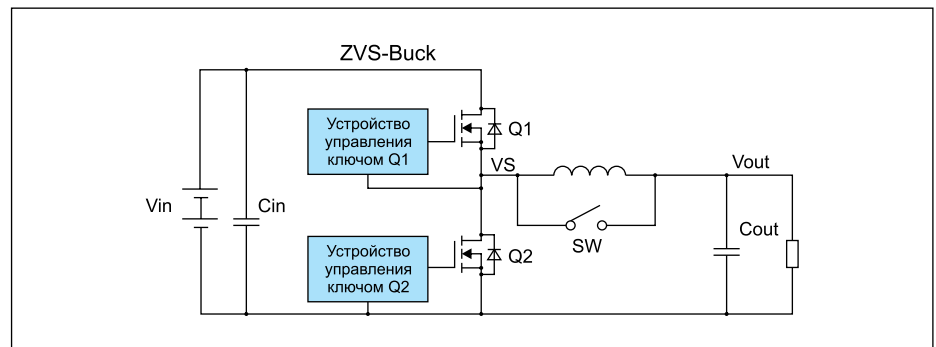 ZVS-Buck
Устройство
управления
ключом Q1
Q1
VS
Vout
Vin
Cin
SW
Cout
Устройство
управления
ключом Q2
Q2